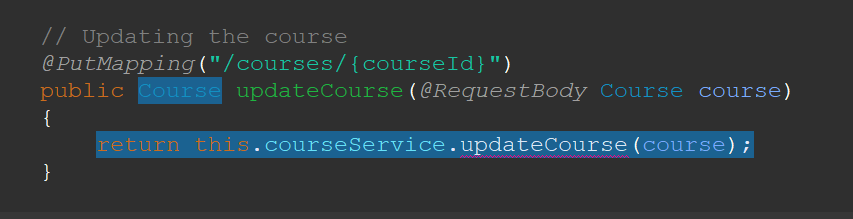 // Updating the course
@PutMapping("/courses/{courseId}")
public Course updateCourse(@RequestBody Course course)
{
return this.courseService.updateCourse(course);
}